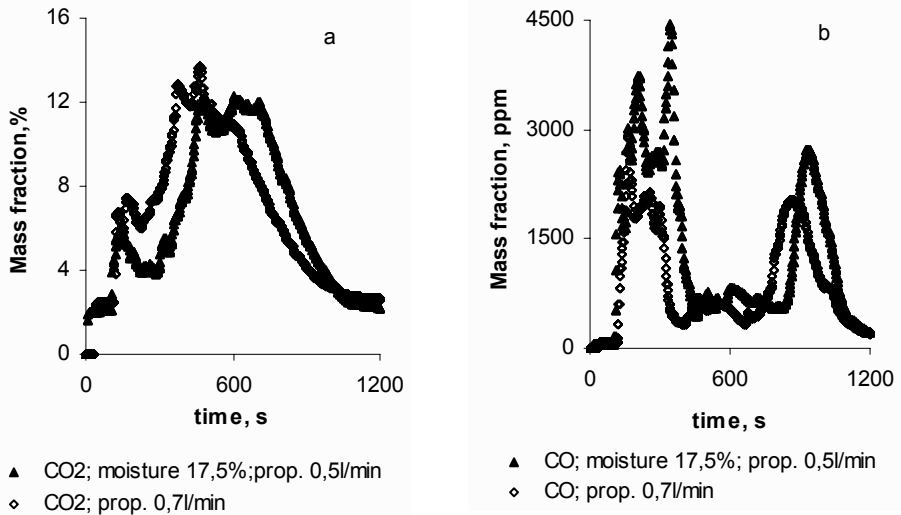 a
16
12
8
4
0
Mass fraction,%
0 600 1200
time, s
▲ CO2; moisture 17,5%;prop. 0,5l/min
◇ CO2; prop. 0,7l/min
b
4500
3000
1500
0
Mass fraction, ppm
0 600 1200
time, s
▲ CO; moisture 17,5%; prop. 0,5l/min
◇ CO; prop. 0,7l/min